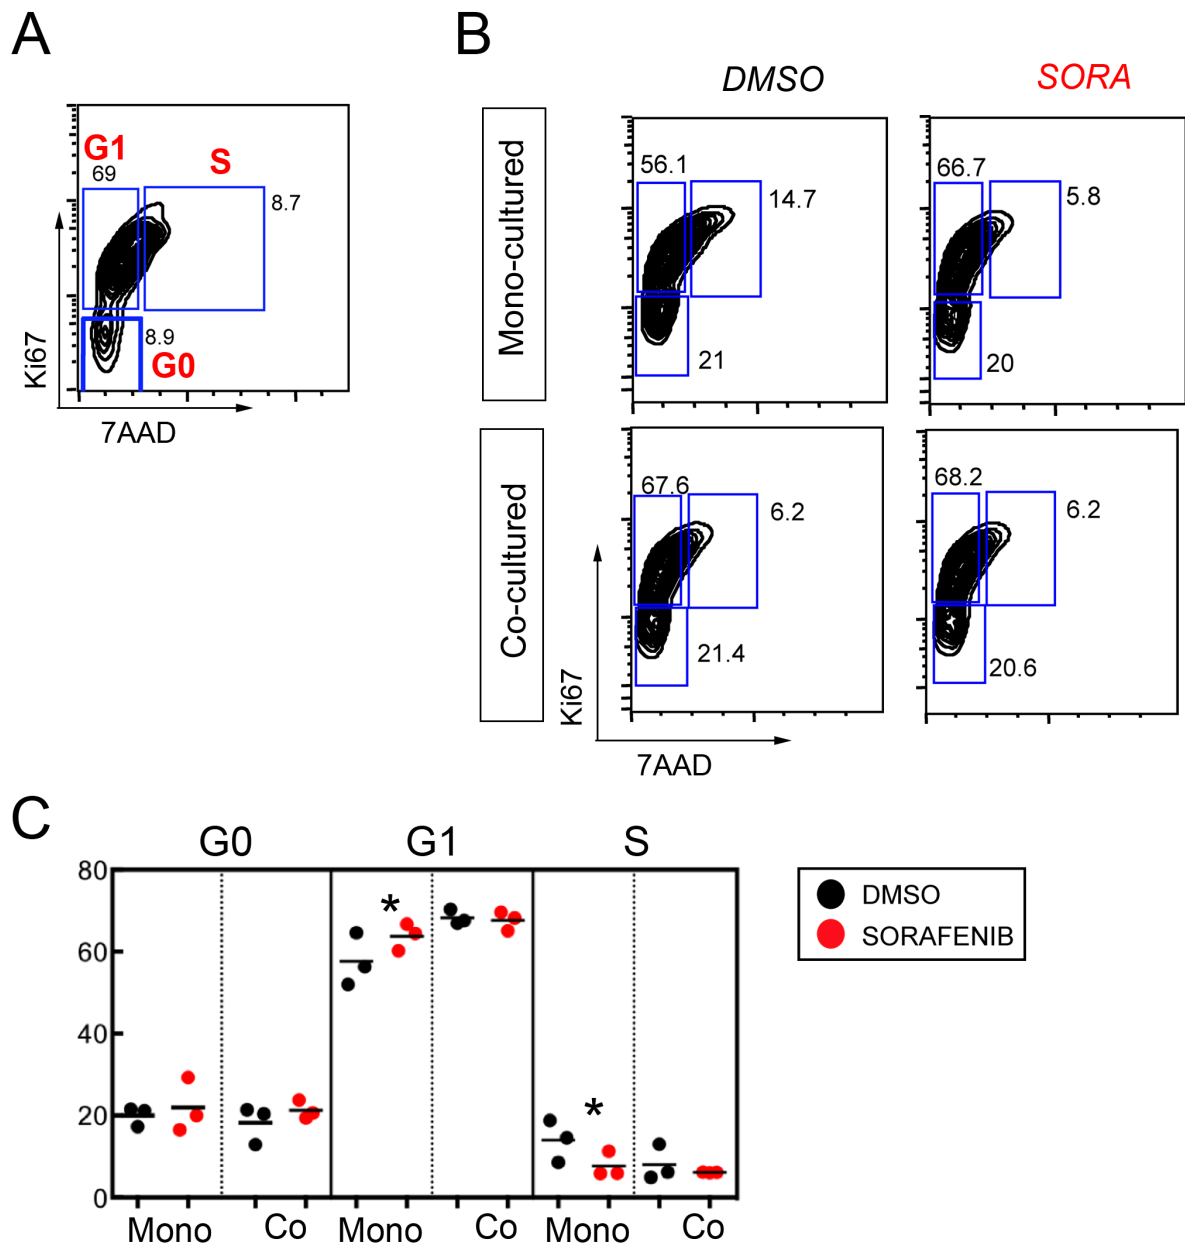 A
G1
69
S
8.7
8.9
G0
Ki67
7AAD
B
DMSO
SORA
Mono-cultured
56.1
14.7
21
66.7
5.8
20
Co-cultured
67.6
6.2
21.4
68.2
6.2
20.6
Ki67
7AAD
C
G0
G1
S
80
60
40
20
0
*
*
Mono
Co
Mono
Co
Mono
Co
DMSO
SORAFENIB